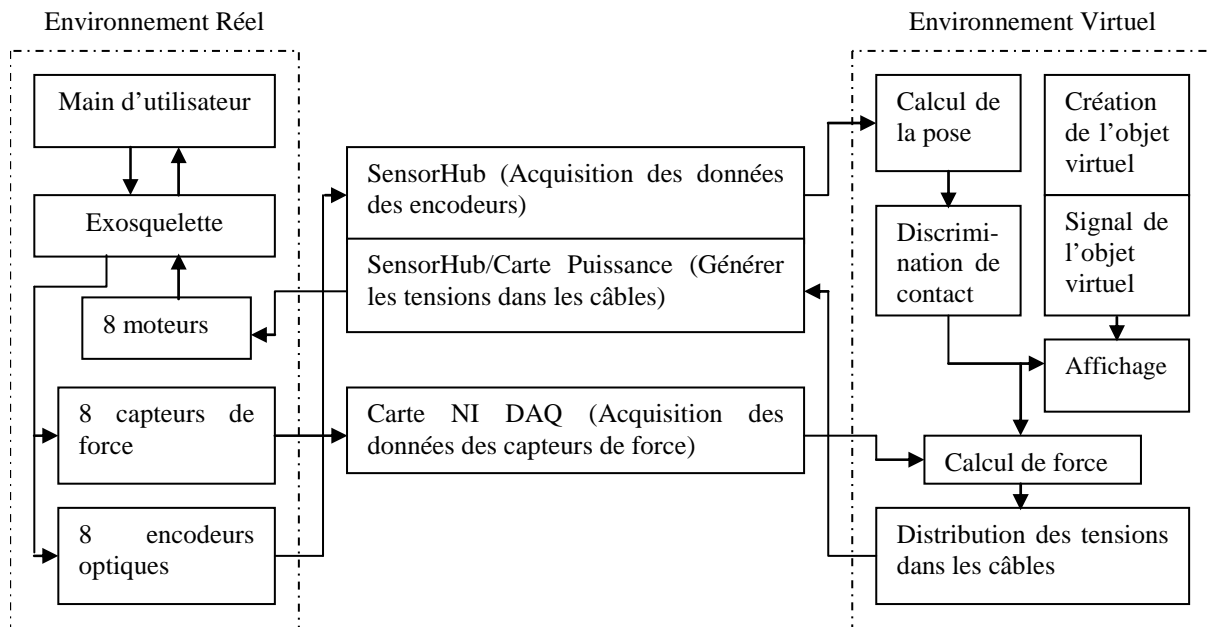 Environnement Réel
Main d’utilisateur
Exosquelette
8 moteurs
8 capteurs de
force
8 encodeurs
optiques
SensorHub (Acquisition des données
des encodeurs)
SensorHub/Carte Puissance (Générer
les tensions dans les câbles)
Carte NI DAQ (Acquisition des
données des capteurs de force)
Environnement Virtuel
Calcul de
la pose
Discrimi-
nation de
contact
Création
de l’objet
virtuel
Signal de
l’objet
virtuel
Affichage
Calcul de force
Distribution des tensions
dans les câbles